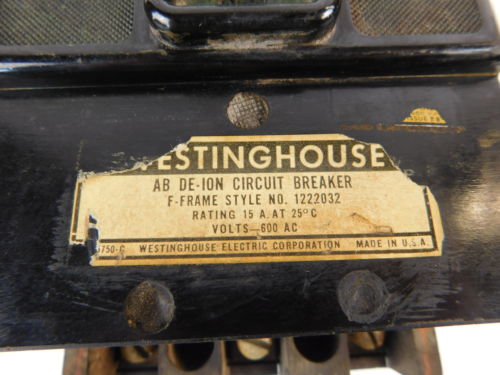 WESTINGHOUSE
AB DE-ION CIRCUIT BREAKER
F-FRAME STYLE NO. 1222032
RATING 15 A. AT 25°C
VOLTS—600 AC
5750-C WESTINGHOUSE ELECTRIC CORPORATION MADE IN U.S.A.